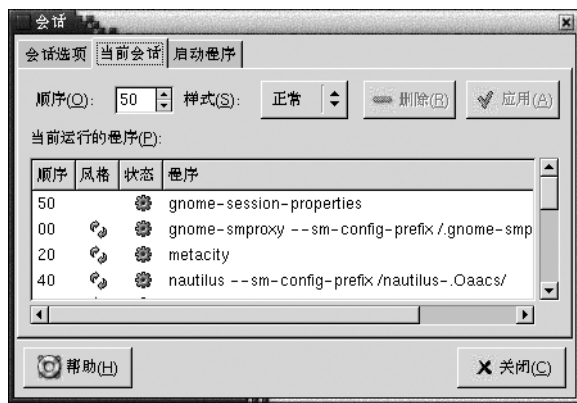 会话
会话选项 当前会话 启动程序
顺序(O): 50 样式(S): 正常 删除(R) 应用(A)
当前运行的程序(P):
顺序 风格 状态 程序
50 gnome-session-properties
00 gnome-smproxy --sm-config-prefix /.gnome-smp
20 metacity
40 nautilus --sm-config-prefix /nautilus-.Oaacs/
帮助(H) 关闭(C)